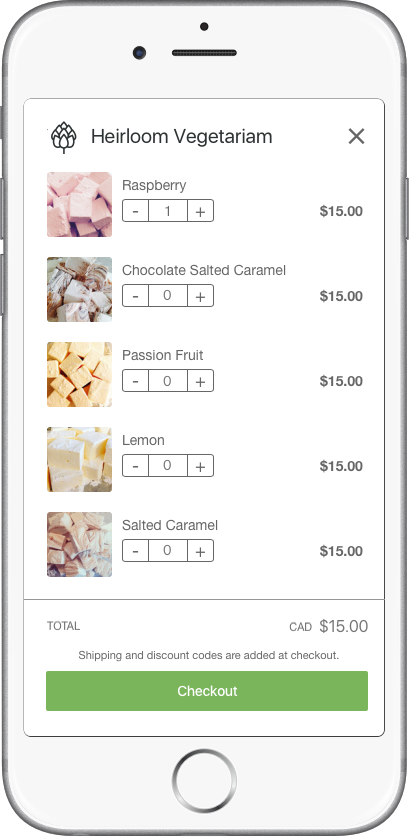 Heirloom Vegetariam
Raspberry
- 1 +
$15.00
Chocolate Salted Caramel
- 0 +
$15.00
Passion Fruit
- 0 +
$15.00
Lemon
- 0 +
$15.00
Salted Caramel
- 0 +
$15.00
TOTAL CAD $15.00
Shipping and discount codes are added at checkout.
Checkout